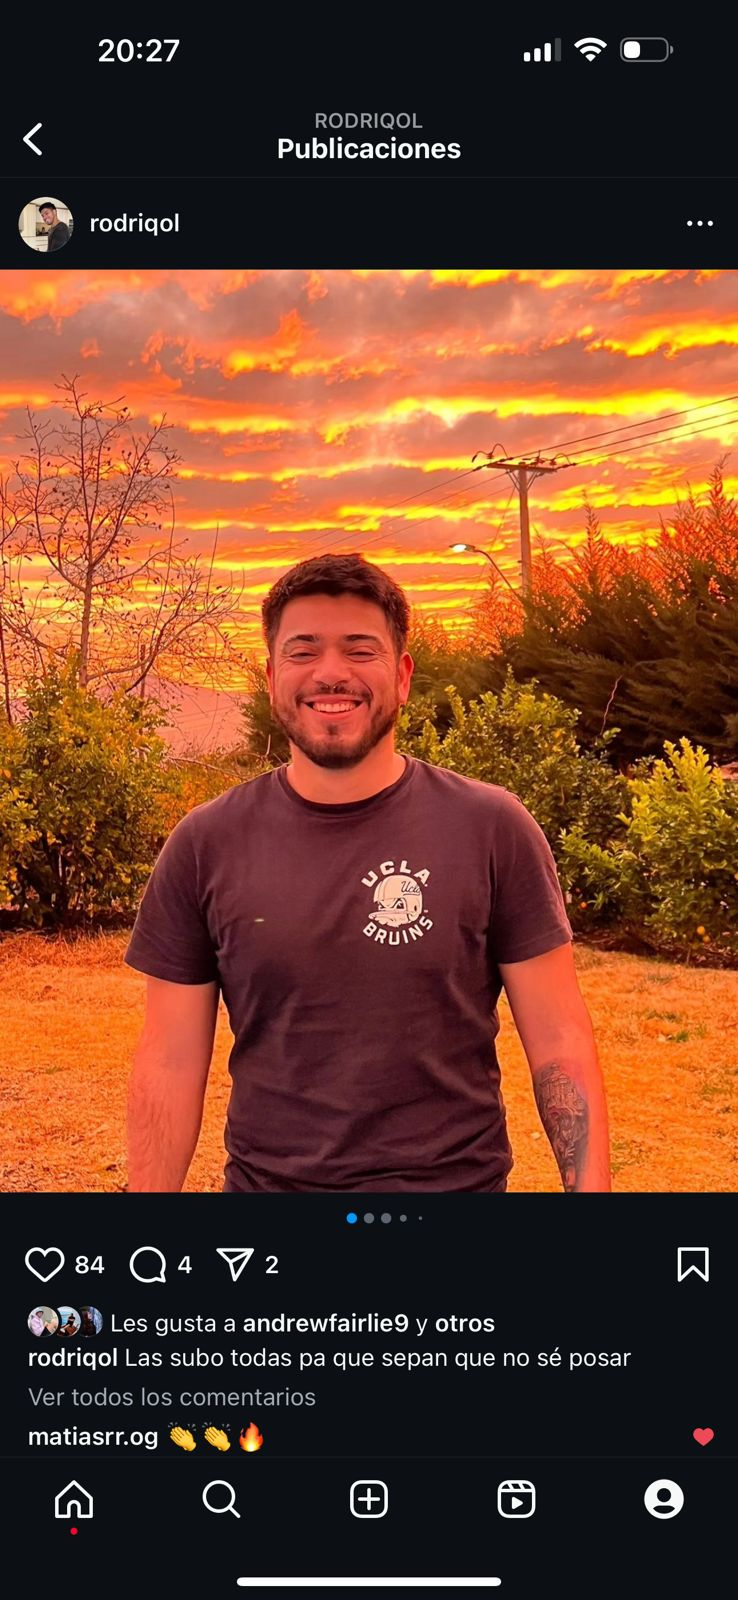 20:27
RODRIQOL
Publicaciones
rodriqol
UCLA
Ucla
BRUINS
84
4
2
Les gusta a andrewfairlie9 y otros
rodriqol Las subo todas pa que sepan que no sé posar
Ver todos los comentarios
matiasrr.og 👏👏🔥